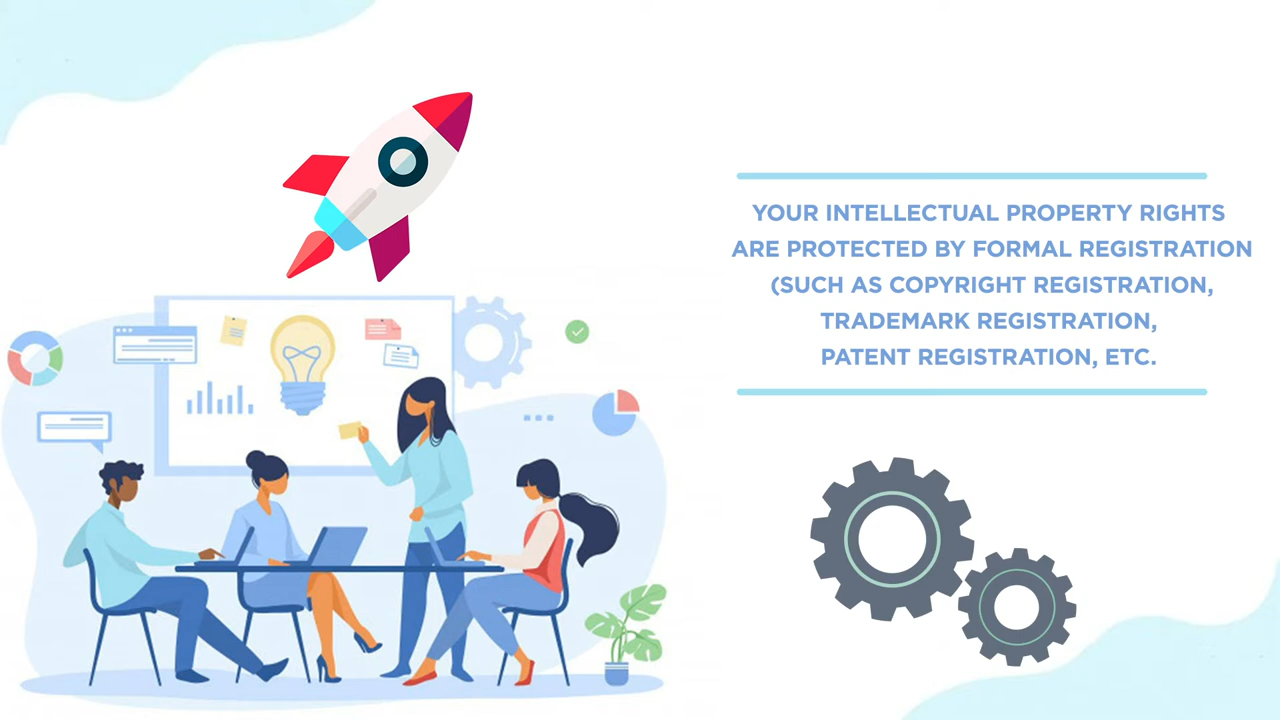 YOUR INTELLECTUAL PROPERTY RIGHTS
ARE PROTECTED BY FORMAL REGISTRATION
(SUCH AS COPYRIGHT REGISTRATION,
TRADEMARK REGISTRATION,
PATENT REGISTRATION, ETC.